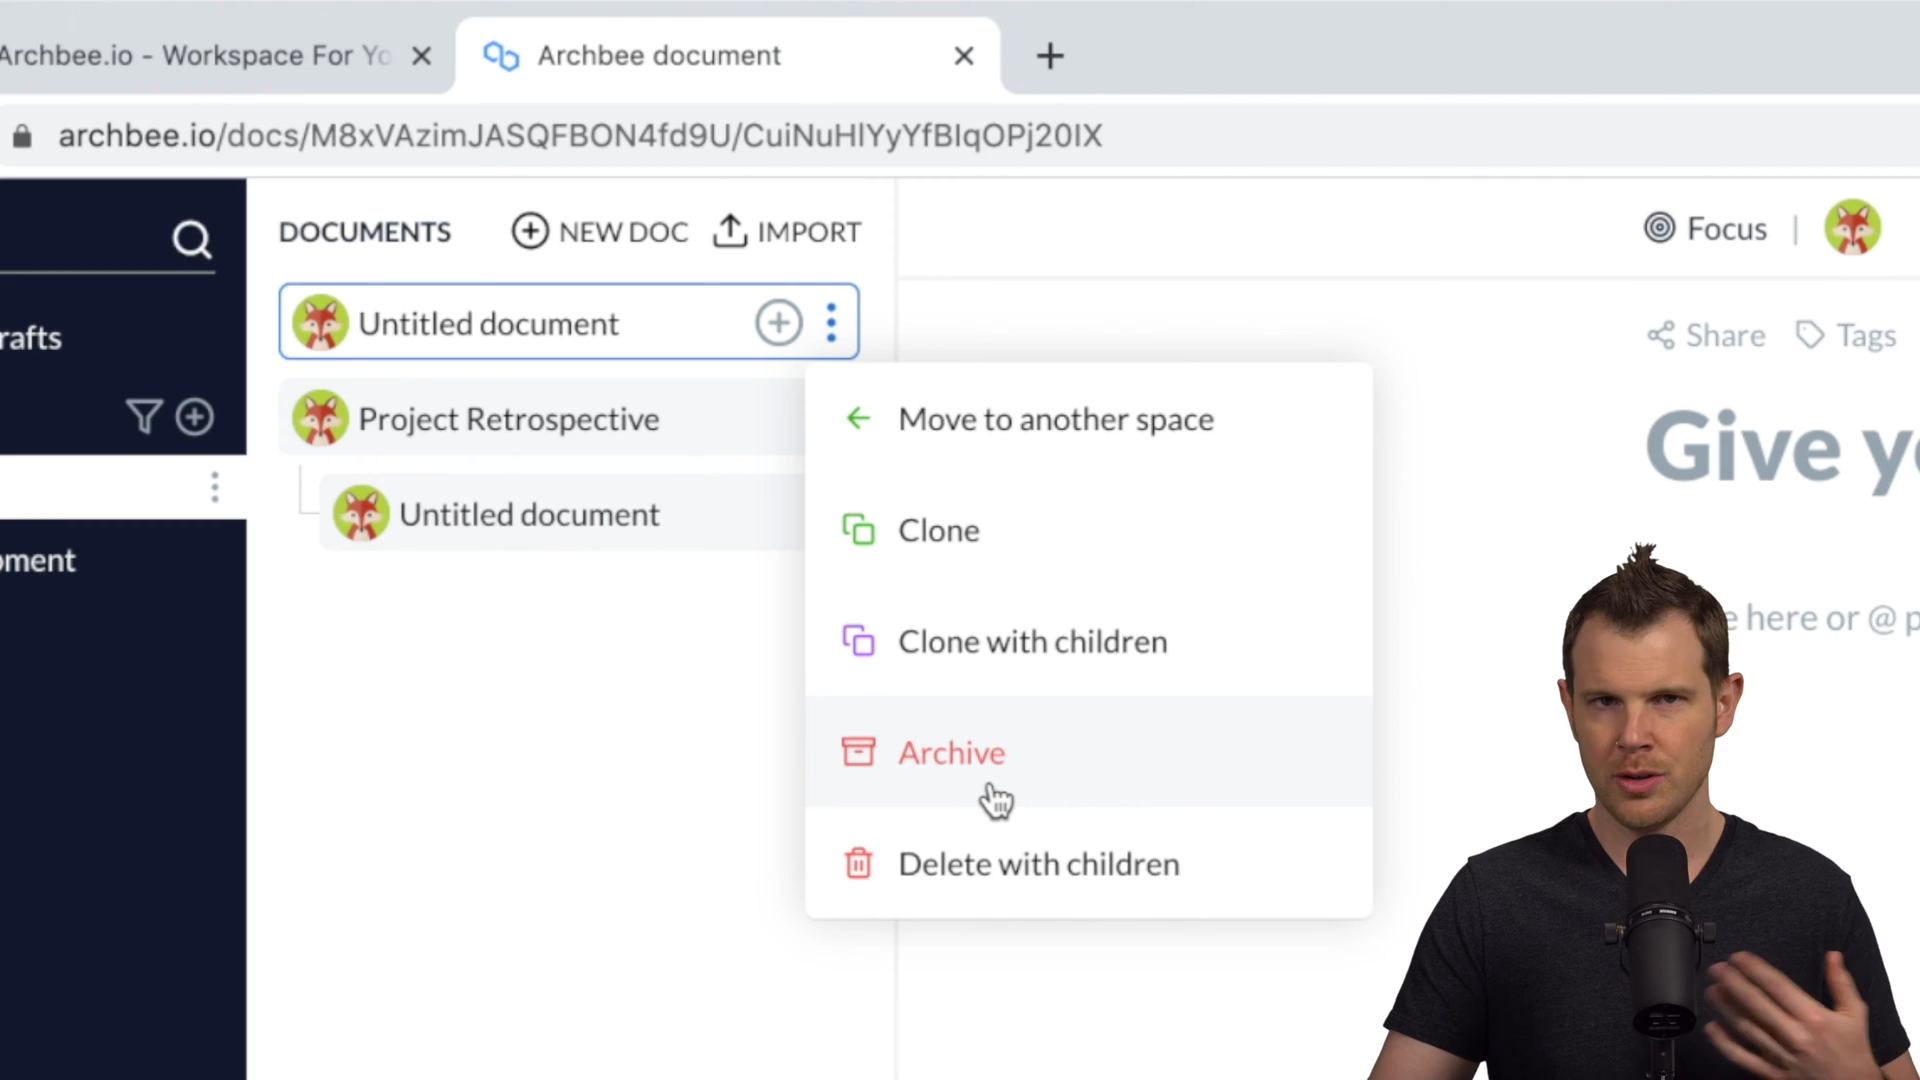 Archbee.io - Workspace For Yo
Archbee document
archbee.io/docs/M8xVAzimJASQFBON4fd9U/CuiNuHlYyYfBIqOPj20IX
DOCUMENTS
NEW DOC
IMPORT
Focus
rafts
Untitled document
Share
Tags
Project Retrospective
Move to another space
Give y
Untitled document
Clone
pment
e here or @ p
Clone with children
Archive
Delete with children